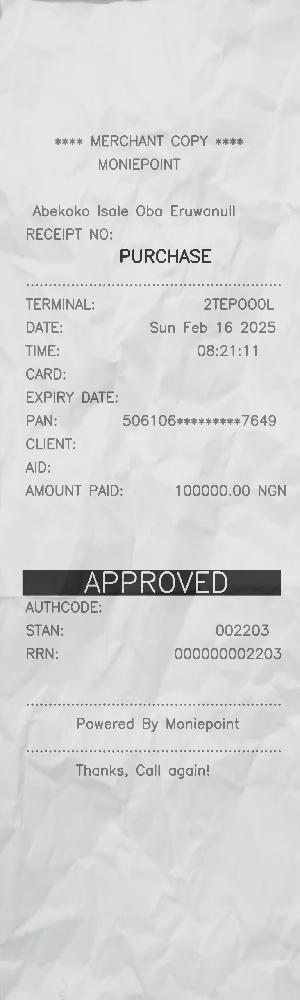 **** MERCHANT COPY ****
MONIEPOINT
Abekoko Isale Oba Eruwanull
RECEIPT NO:
PURCHASE
TERMINAL: 2TEPOOOL
DATE: Sun Feb 16 2025
TIME: 08:21:11
CARD:
EXPIRY DATE:
PAN: 506106*********7649
CLIENT:
AID:
AMOUNT PAID: 100000.00 NGN
APPROVED
AUTHCODE:
STAN: 002203
RRN: 000000002203
Powered By Moniepoint
Thanks, Call again!